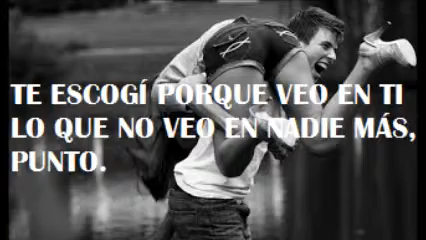 TE ESCOGÍ PORQUE VEO EN TI
LO QUE NO VEO EN NADIE MÁS,
PUNTO.